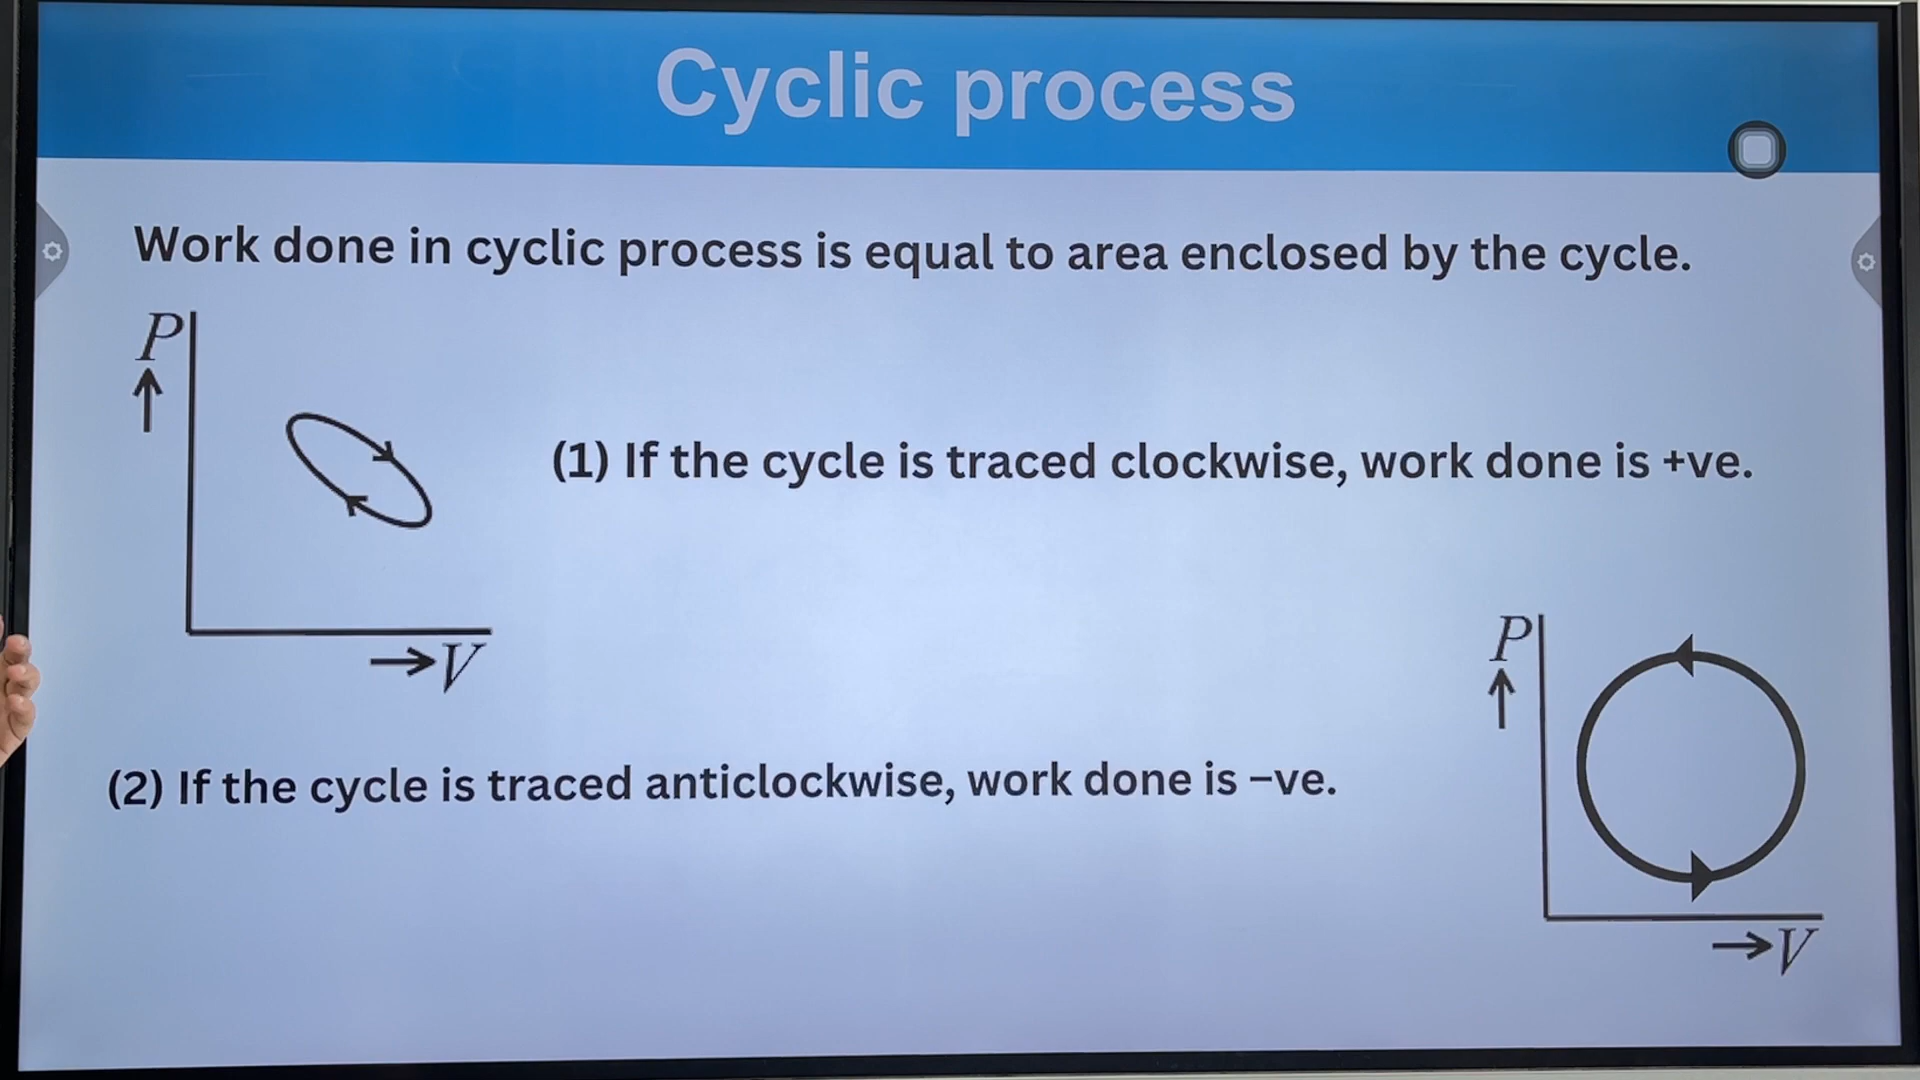 Cyclic process
Work done in cyclic process is equal to area enclosed by the cycle.
P
(1) If the cycle is traced clockwise, work done is +ve.
V
P
(2) If the cycle is traced anticlockwise, work done is –ve.
V